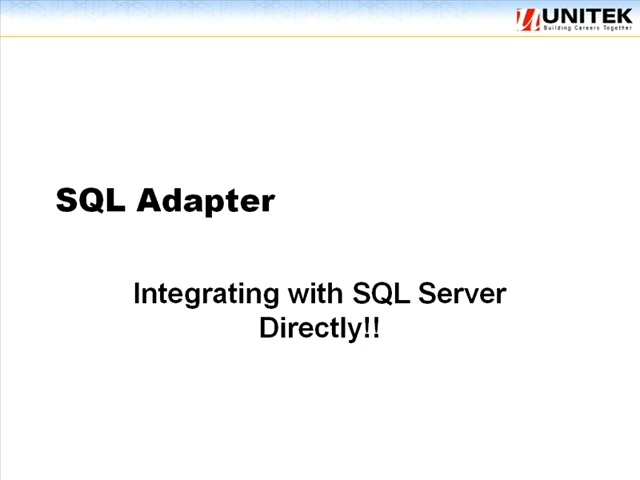 UNITEK
Building Careers Together
SQL Adapter
Integrating with SQL Server
Directly!!